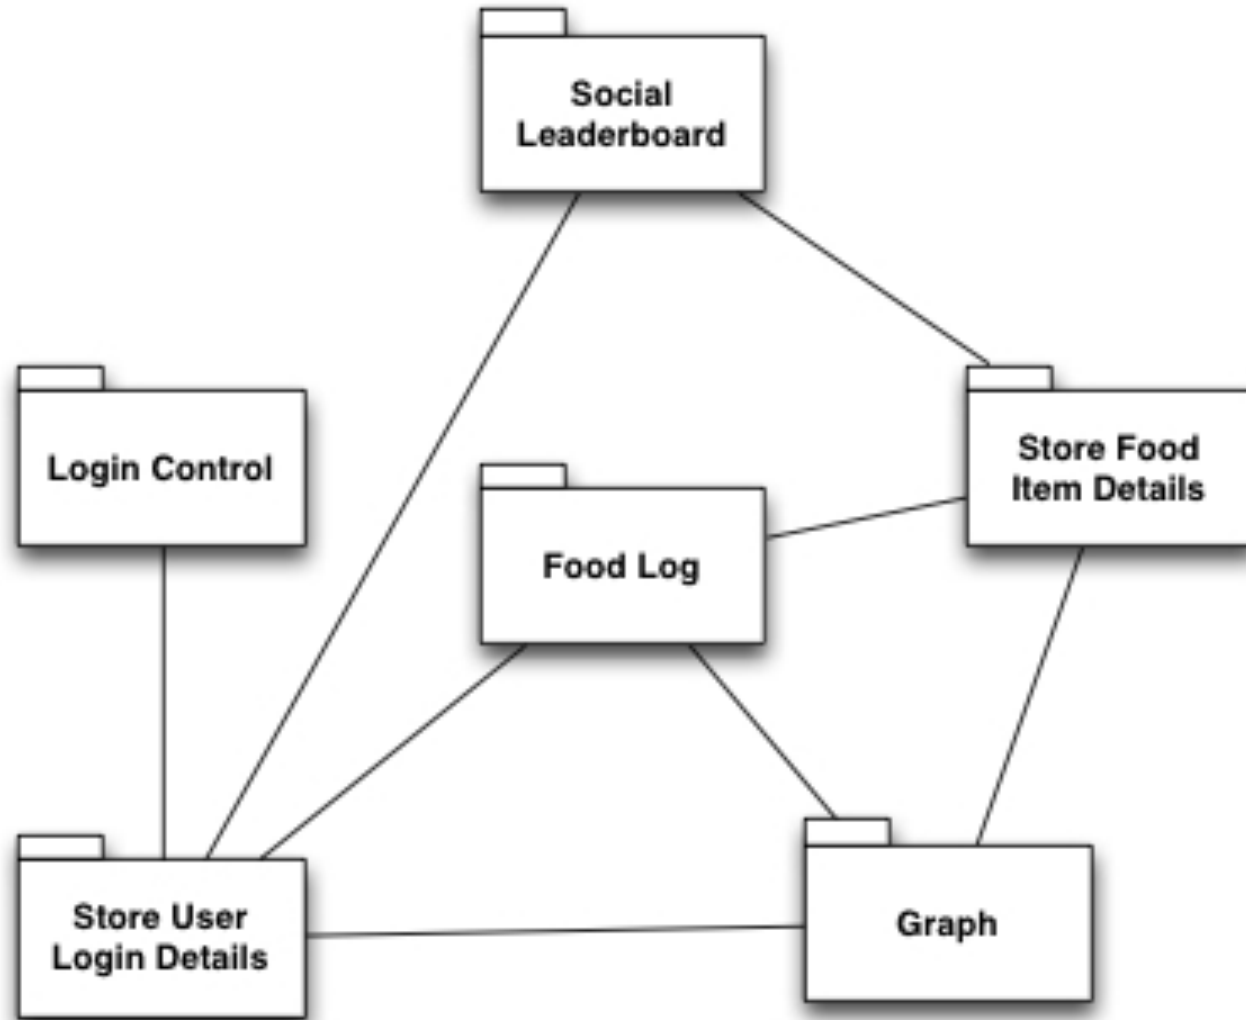 Social
Leaderboard
Login Control
Store Food
Item Details
Food Log
Store User
Login Details
Graph